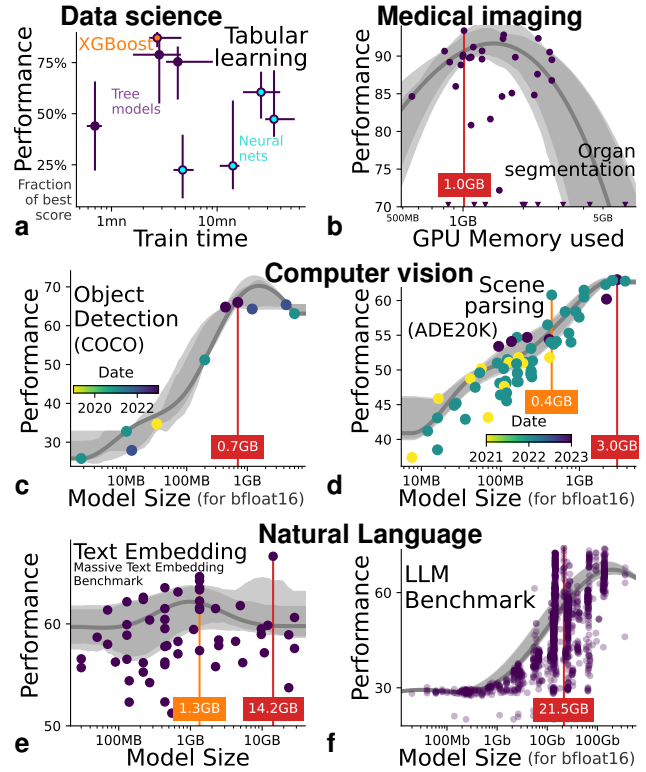 Data science
Medical imaging
Performance
75%
50%
25%
XGBoost
Tabular
learning
Tree
models
Neural
nets
Fraction
of best
score
1mn
10mn
a
Train time
Performance
90
85
80
75
70
Organ
segmentation
1.0GB
500MB
1GB
5GB
b
GPU Memory used
Computer vision
Performance
70
60
50
40
30
Object
Detection
(COCO)
Date
2020
2022
0.7GB
10MB
100MB
1GB
c
Model Size (for bfloat16)
Performance
60
55
50
45
40
Scene
parsing
(ADE20K)
0.4GB
Date
2021
2022
2023
3.0GB
10MB
100MB
1GB
d
Model Size (for bfloat16)
Natural Language
Performance
60
50
Text Embedding
Massive Text Embedding
Benchmark
1.3GB
14.2GB
100MB
1GB
10GB
e
Model Size
Performance
60
30
LLM
Benchmark
21.5GB
100Mb
1Gb
10Gb
100Gb
f
Model Size (for bfloat16)